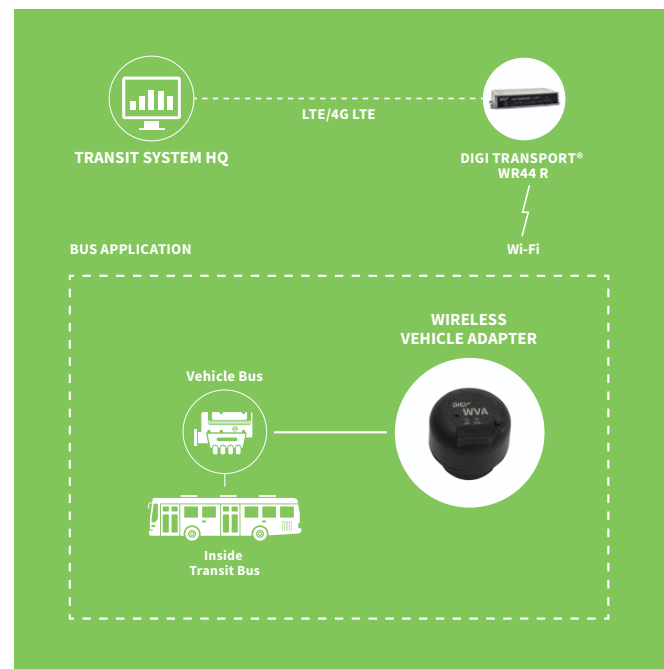 LTE/4G LTE
TRANSIT SYSTEM HQ
DIGI TRANSPORT®
WR44 R
BUS APPLICATION
Wi-Fi
WIRELESS
VEHICLE ADAPTER
Vehicle Bus
DIGI
WVA
Inside
Transit Bus